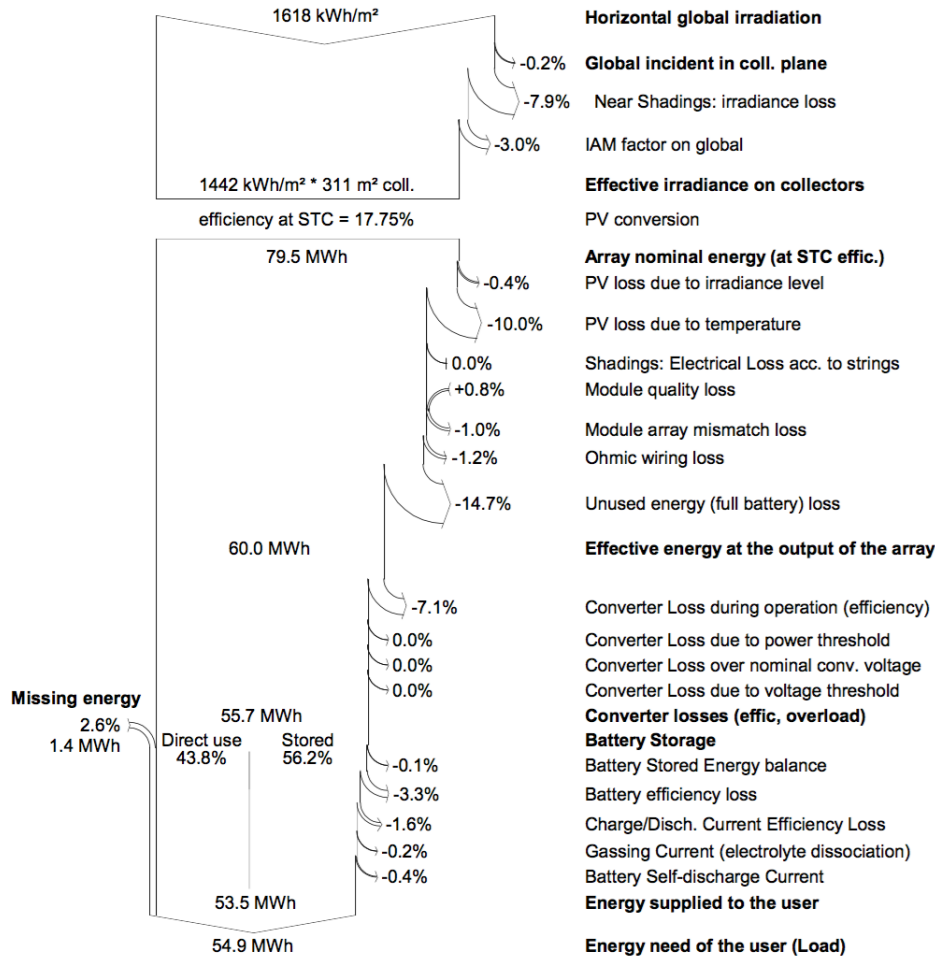 1618 kWh/m² Horizontal global irradiation
-0.2% Global incident in coll. plane
-7.9% Near Shadings: irradiance loss
-3.0% IAM factor on global
1442 kWh/m² * 311 m² coll. Effective irradiance on collectors
efficiency at STC = 17.75% PV conversion
79.5 MWh Array nominal energy (at STC effic.)
-0.4% PV loss due to irradiance level
-10.0% PV loss due to temperature
0.0% Shadings: Electrical Loss acc. to strings
+0.8% Module quality loss
-1.0% Module array mismatch loss
-1.2% Ohmic wiring loss
-14.7% Unused energy (full battery) loss
60.0 MWh Effective energy at the output of the array
-7.1% Converter Loss during operation (efficiency)
0.0% Converter Loss due to power threshold
0.0% Converter Loss over nominal conv. voltage
0.0% Converter Loss due to voltage threshold
Missing energy
55.7 MWh Converter losses (effic, overload)
2.6%
Direct use Stored Battery Storage
1.4 MWh 43.8% 56.2%
-0.1% Battery Stored Energy balance
-3.3% Battery efficiency loss
-1.6% Charge/Disch. Current Efficiency Loss
-0.2% Gassing Current (electrolyte dissociation)
-0.4% Battery Self-discharge Current
53.5 MWh Energy supplied to the user
54.9 MWh Energy need of the user (Load)